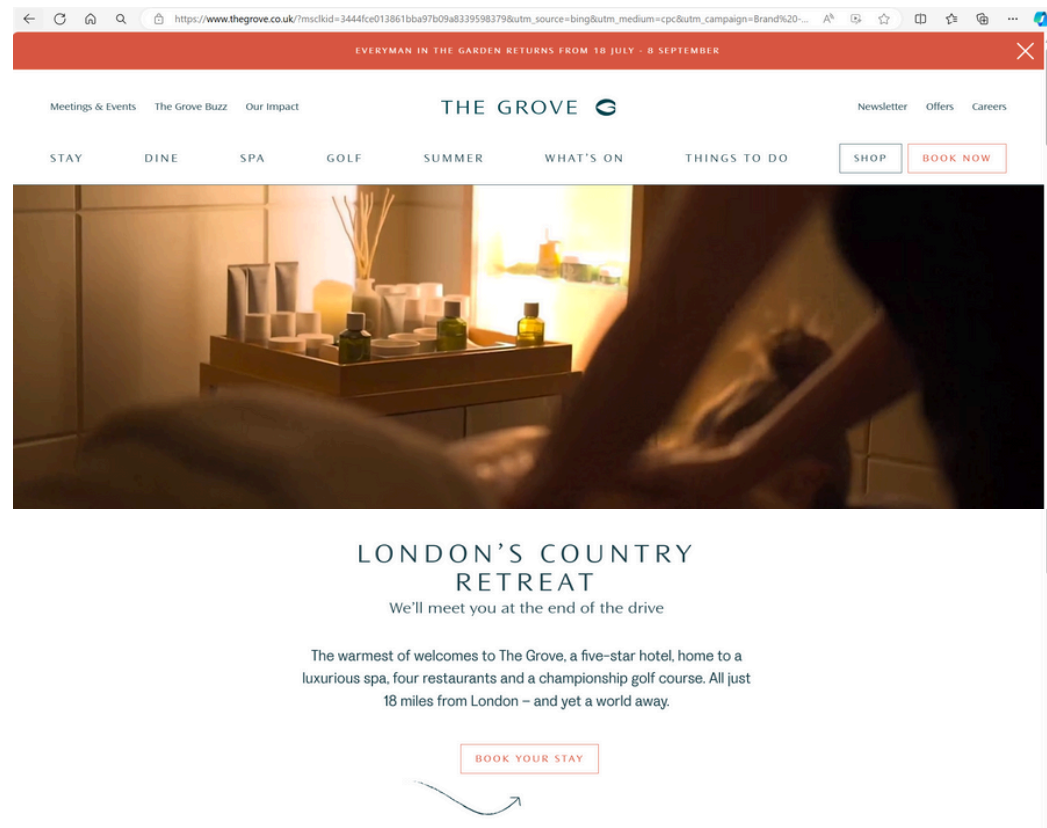 https://www.thegrove.co.uk/?msclkid=3444fce013861bba97b09a8339598379&utm_source=bing&utm_medium=cpc&utm_campaign=Brand%20-...
EVERYMAN IN THE GARDEN RETURNS FROM 18 JULY - 8 SEPTEMBER
Meetings & Events The Grove Buzz Our Impact THE GROVE Newsletter Offers Careers
STAY DINE SPA GOLF SUMMER WHAT'S ON THINGS TO DO SHOP BOOK NOW
LONDON'S COUNTRY
RETREAT
We'll meet you at the end of the drive
The warmest of welcomes to The Grove, a five-star hotel, home to a
luxurious spa, four restaurants and a championship golf course. All just
18 miles from London – and yet a world away.
BOOK YOUR STAY